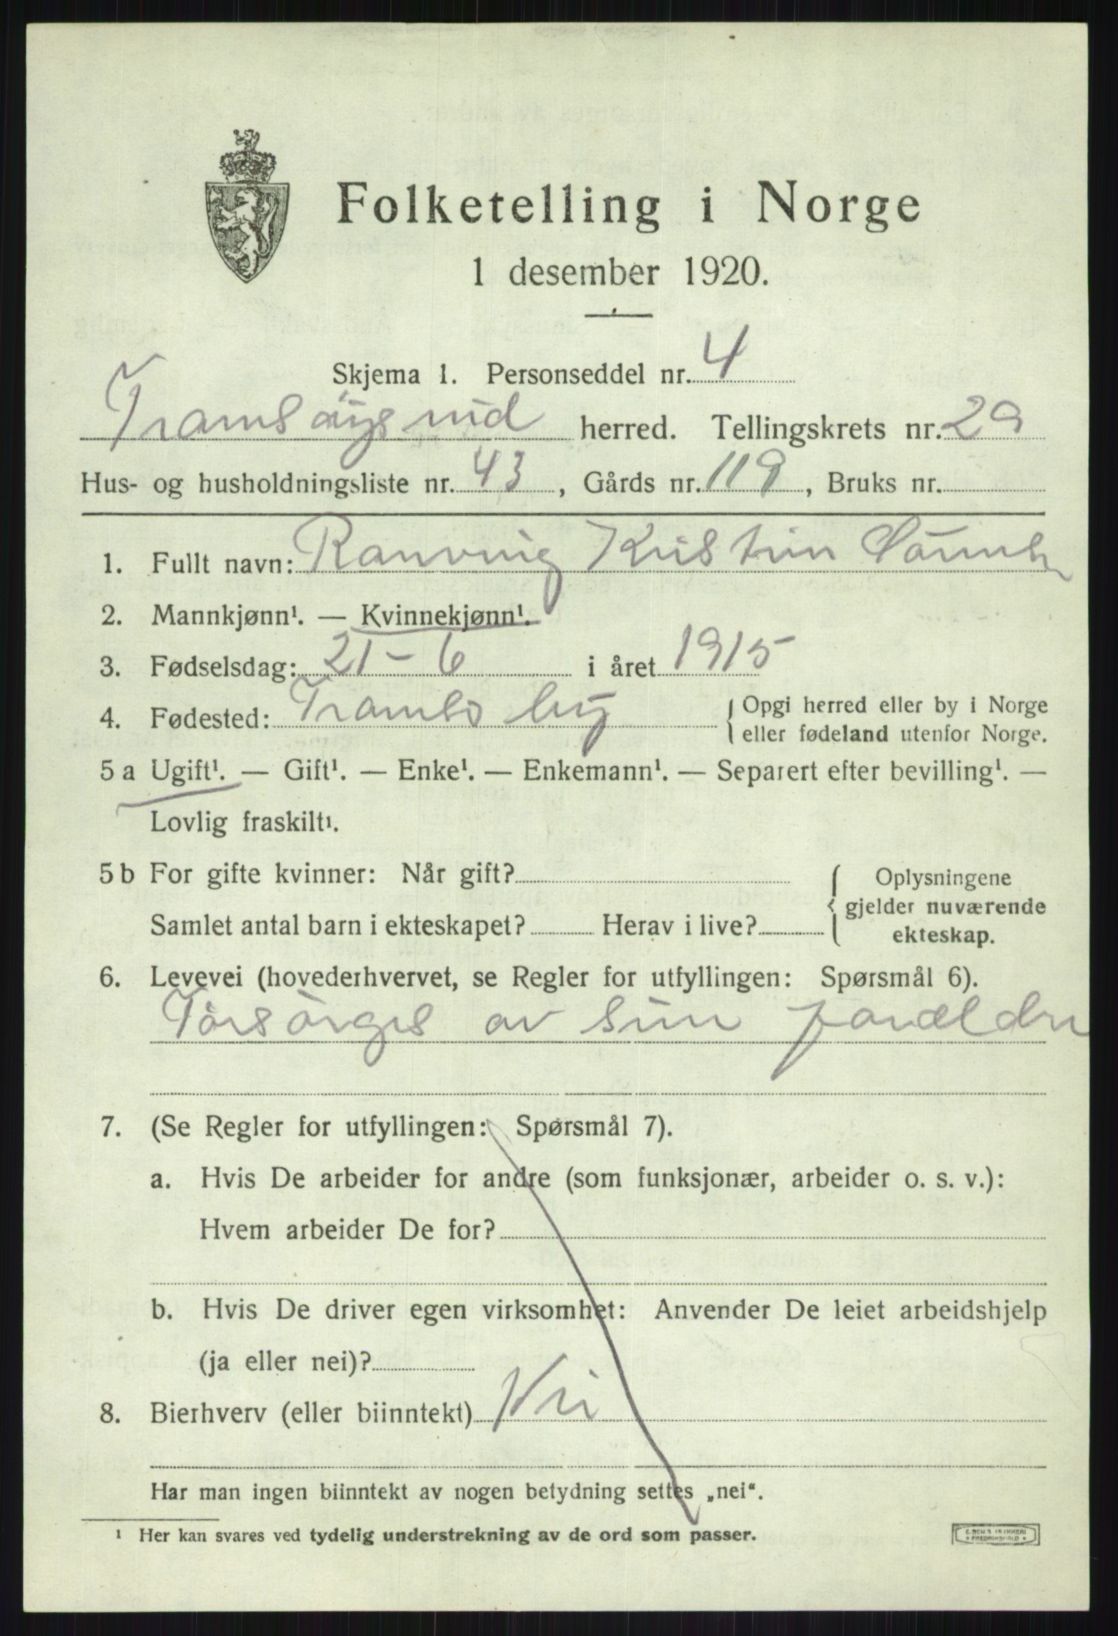 Folketelling i Norge
1 desember 1920.
Skjema 1. Personseddel nr. 4
Tromsöysund herred. Tellingskrets nr. 29
Hus- og husholdningsliste nr. 43, Gårds nr. 119, Bruks nr.
1. Fullt navn: Ranving Kristin
2. Mannkjønn¹. — Kvinnekjønn¹.
3. Fødselsdag: 21-6 i året 1915
4. Fødested: Tromsø by { Opgi herred eller by i Norge
eller fødeland utenfor Norge.
5 a Ugift¹. — Gift¹. — Enke¹. — Enkemann¹. — Separert efter bevilling¹. —
Lovlig fraskilt¹.
5 b For gifte kvinner: Når gift?
Samlet antal barn i ekteskapet? Herav i live?
{ Oplysningene
gjelder nuværende
ekteskap.
6. Levevei (hovederhvervet, se Regler for utfyllingen: Spørsmål 6).
Forsörges av sine forældre
7. (Se Regler for utfyllingen: Spørsmål 7).
a. Hvis De arbeider for andre (som funksjonær, arbeider o. s. v.):
Hvem arbeider De for?
b. Hvis De driver egen virksomhet: Anvender De leiet arbeidshjelp
(ja eller nei)?
8. Bierhverv (eller biinntekt) Nei
Har man ingen biinntekt av nogen betydning settes „nei“.
¹ Her kan svares ved tydelig understrekning av de ord som passer.